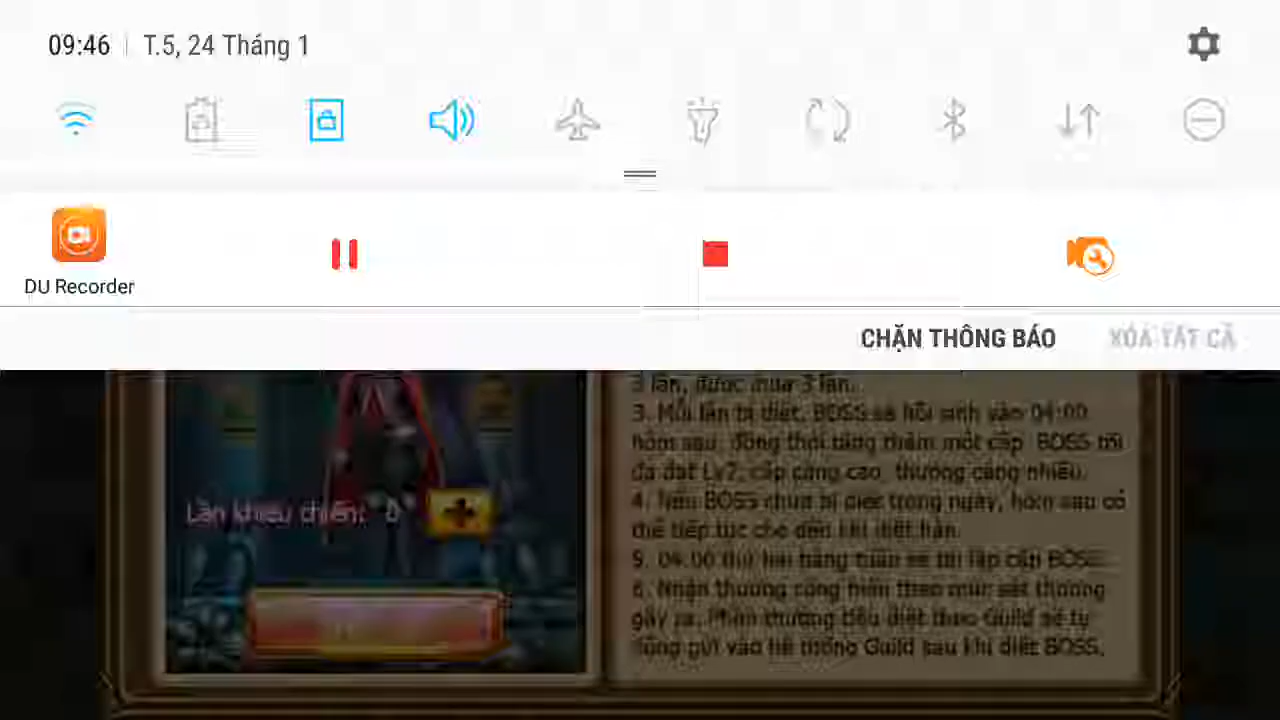 09:46 | T.5, 24 Tháng 1
DU Recorder
CHẶN THÔNG BÁO XÓA TẤT CẢ
3 lần, được mua 3 lần.
3. Mỗi lần bị diệt, BOSS sẽ hồi sinh vào 04:00
hôm sau, đồng thời tăng thêm một cấp, BOSS tối
đa đạt Lv7, cấp càng cao, thưởng càng nhiều.
Lần khiêu chiến: 0
4. Nếu BOSS chưa bị diệt trong ngày, hôm sau có
thể tiếp tục cho đến khi diệt hẳn.
5. 04:00 thứ hai hàng tuần sẽ tái lập cấp BOSS.
6. Nhận thưởng cống hiến theo mức sát thương
gây ra. Phần thưởng tiêu diệt theo Guild sẽ tự
động gửi vào hệ thống Guild sau khi diệt BOSS.